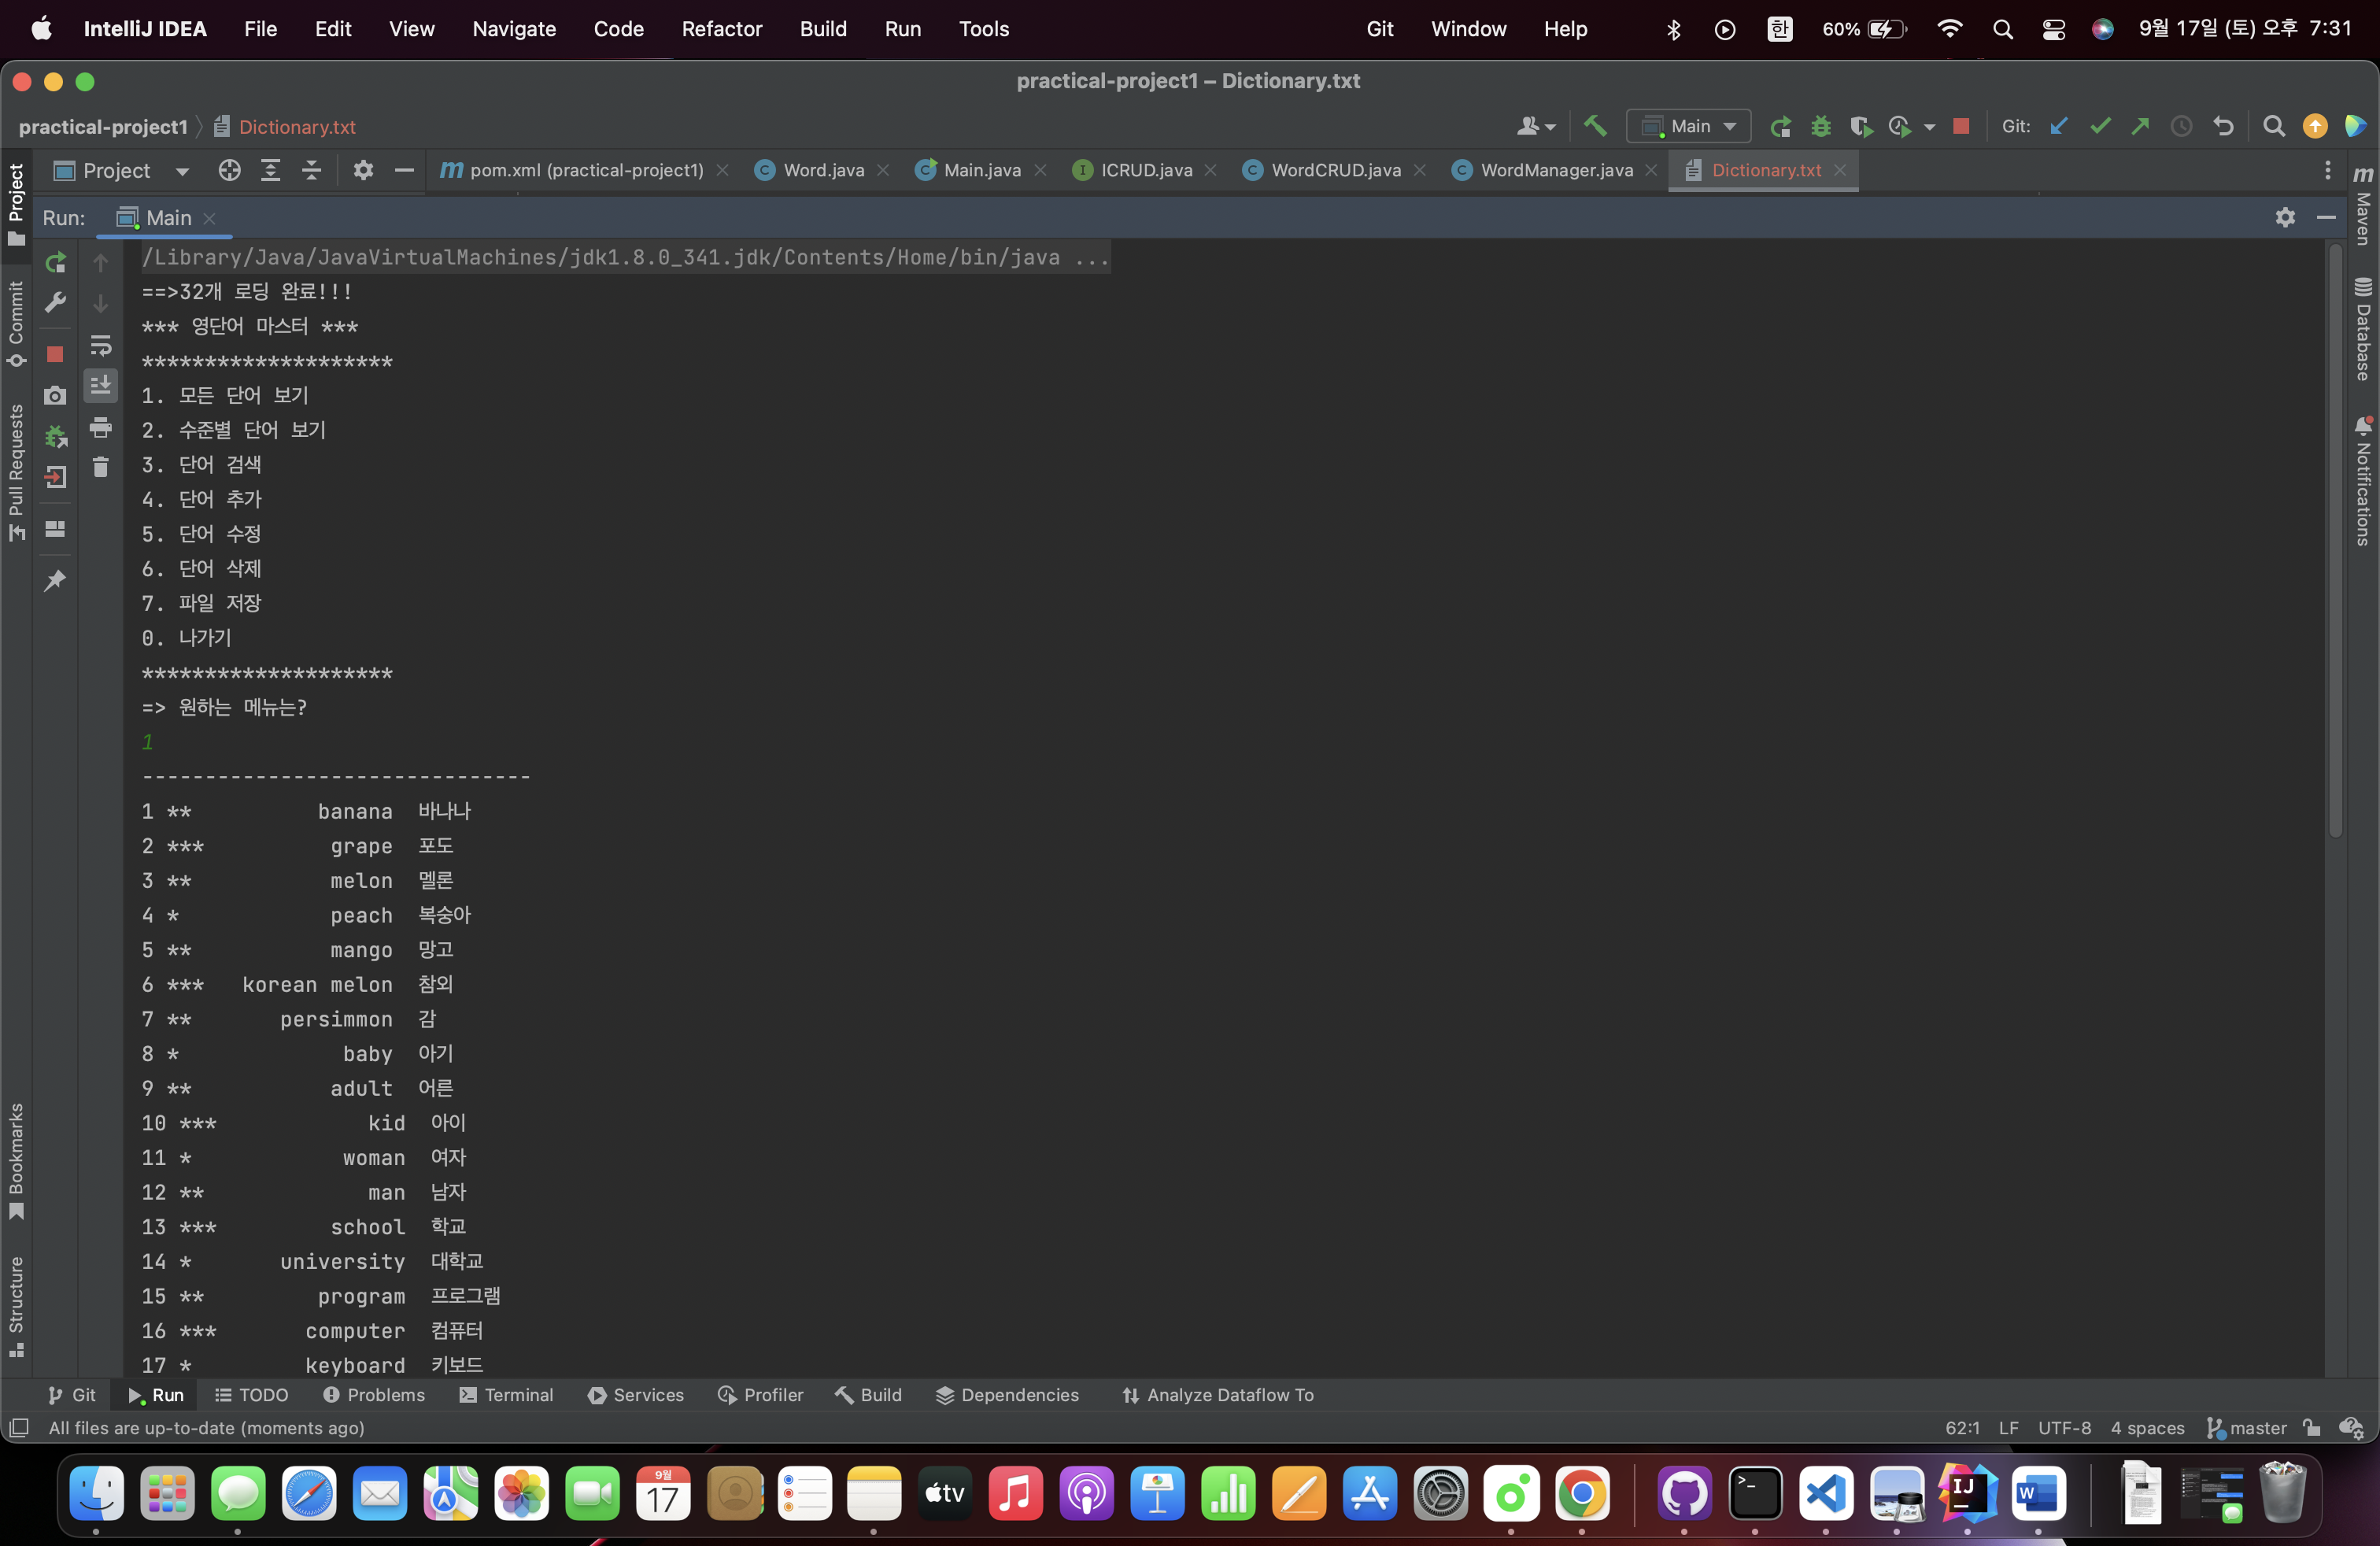 IntelliJ IDEA File Edit View Navigate Code Refactor Build Run Tools Git Window Help 한 60% 9월 17일 (토) 오후 7:31
practical-project1 – Dictionary.txt
practical-project1 Dictionary.txt Main Git:
Project pom.xml (practical-project1) Word.java Main.java ICRUD.java WordCRUD.java WordManager.java Dictionary.txt
Run: Main
/Library/Java/JavaVirtualMachines/jdk1.8.0_341.jdk/Contents/Home/bin/java ...
==>32개 로딩 완료!!!
*** 영단어 마스터 ***
********************
1. 모든 단어 보기
2. 수준별 단어 보기
3. 단어 검색
4. 단어 추가
5. 단어 수정
6. 단어 삭제
7. 파일 저장
0. 나가기
********************
=> 원하는 메뉴는?
1
-------------------------------
1 ** banana 바나나
2 *** grape 포도
3 ** melon 멜론
4 * peach 복숭아
5 ** mango 망고
6 *** korean melon 참외
7 ** persimmon 감
8 * baby 아기
9 ** adult 어른
10 *** kid 아이
11 * woman 여자
12 ** man 남자
13 *** school 학교
14 * university 대학교
15 ** program 프로그램
16 *** computer 컴퓨터
17 * keyboard 키보드
Project
Commit
Pull Requests
Bookmarks
Structure
Maven
Database
Notifications
Git Run TODO Problems Terminal Services Profiler Build Dependencies Analyze Dataflow To
All files are up-to-date (moments ago) 62:1 LF UTF-8 4 spaces master
9월
17
tv
IJ
W